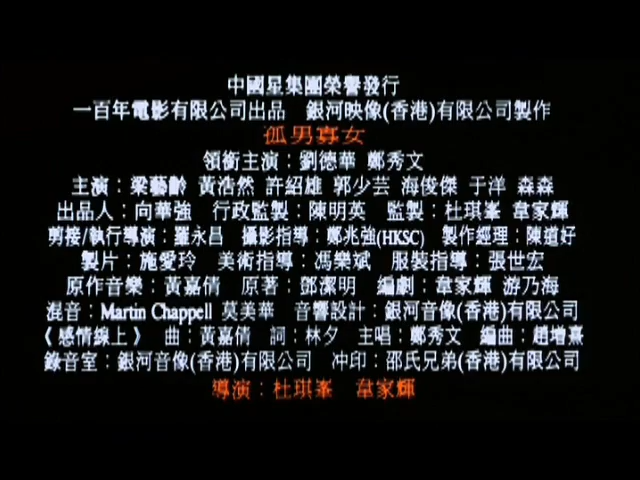 中國星集團榮譽發行
一百年電影有限公司出品 銀河映像(香港)有限公司製作
孤男寡女
領銜主演：劉德華 鄭秀文
主演：梁藝齡 黃浩然 許紹雄 郭少芸 海俊傑 于洋 森森
出品人：向華強 行政監製：陳明英 監製：杜琪峯 韋家輝
剪接/執行導演：羅永昌 攝影指導：鄭兆強(HKSC) 製作經理：陳道好
製片：施愛玲 美術指導：馮樂斌 服裝指導：張世宏
原作音樂：黃嘉倩 原著：鄧潔明 編劇：韋家輝 游乃海
混音：Martin Chappell 莫美華 音響設計：銀河音像(香港)有限公司
《感情線上》 曲：黃嘉倩 詞：林夕 主唱：鄭秀文 編曲：趙增熹
錄音室：銀河音像(香港)有限公司 冲印：邵氏兄弟(香港)有限公司
導演：杜琪峯 韋家輝